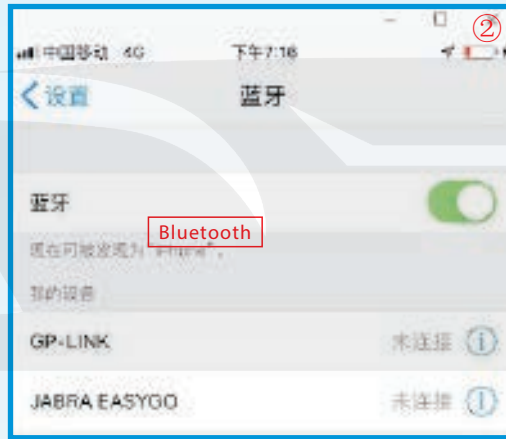 ②
中国移动 4G 下午7:16
设置 蓝牙
蓝牙
Bluetooth
现在可被发现为“iPhone”。
我的设备
GP-LINK 未连接
JABRA EASYGO 未连接